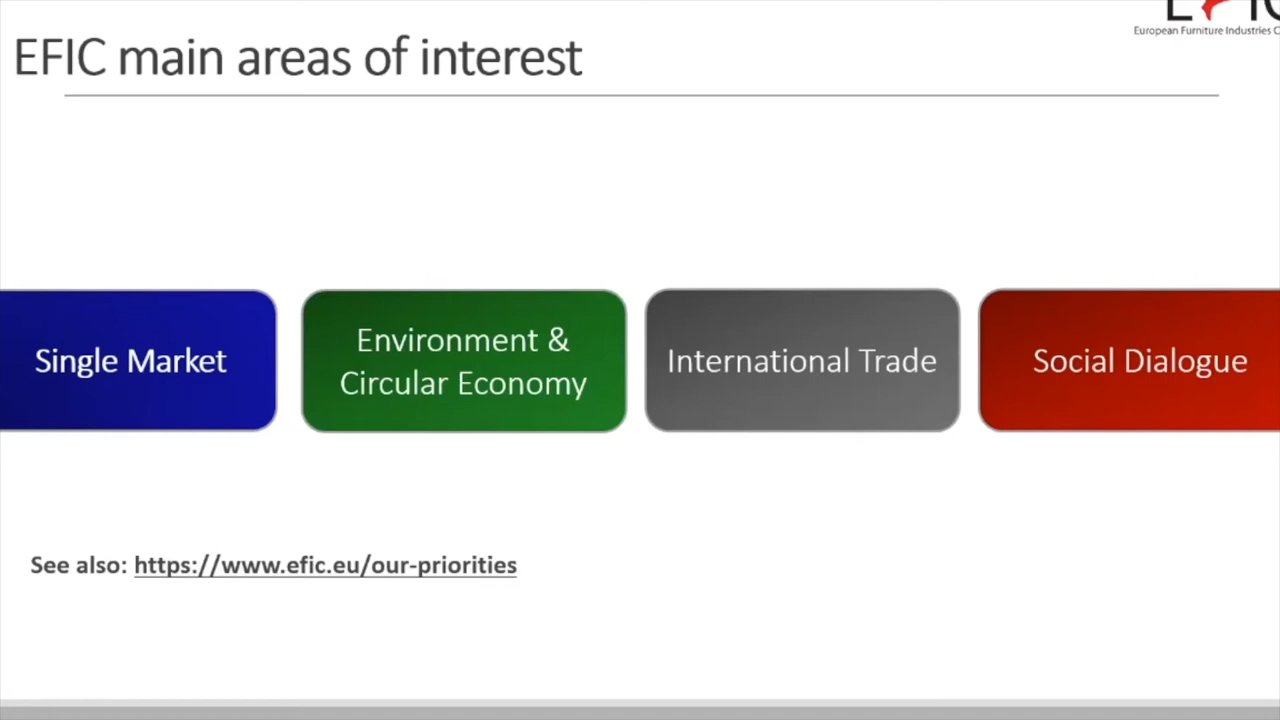 European Furniture Industries
EFIC main areas of interest
Single Market
Environment &
Circular Economy
International Trade
Social Dialogue
See also: https://www.efic.eu/our-priorities